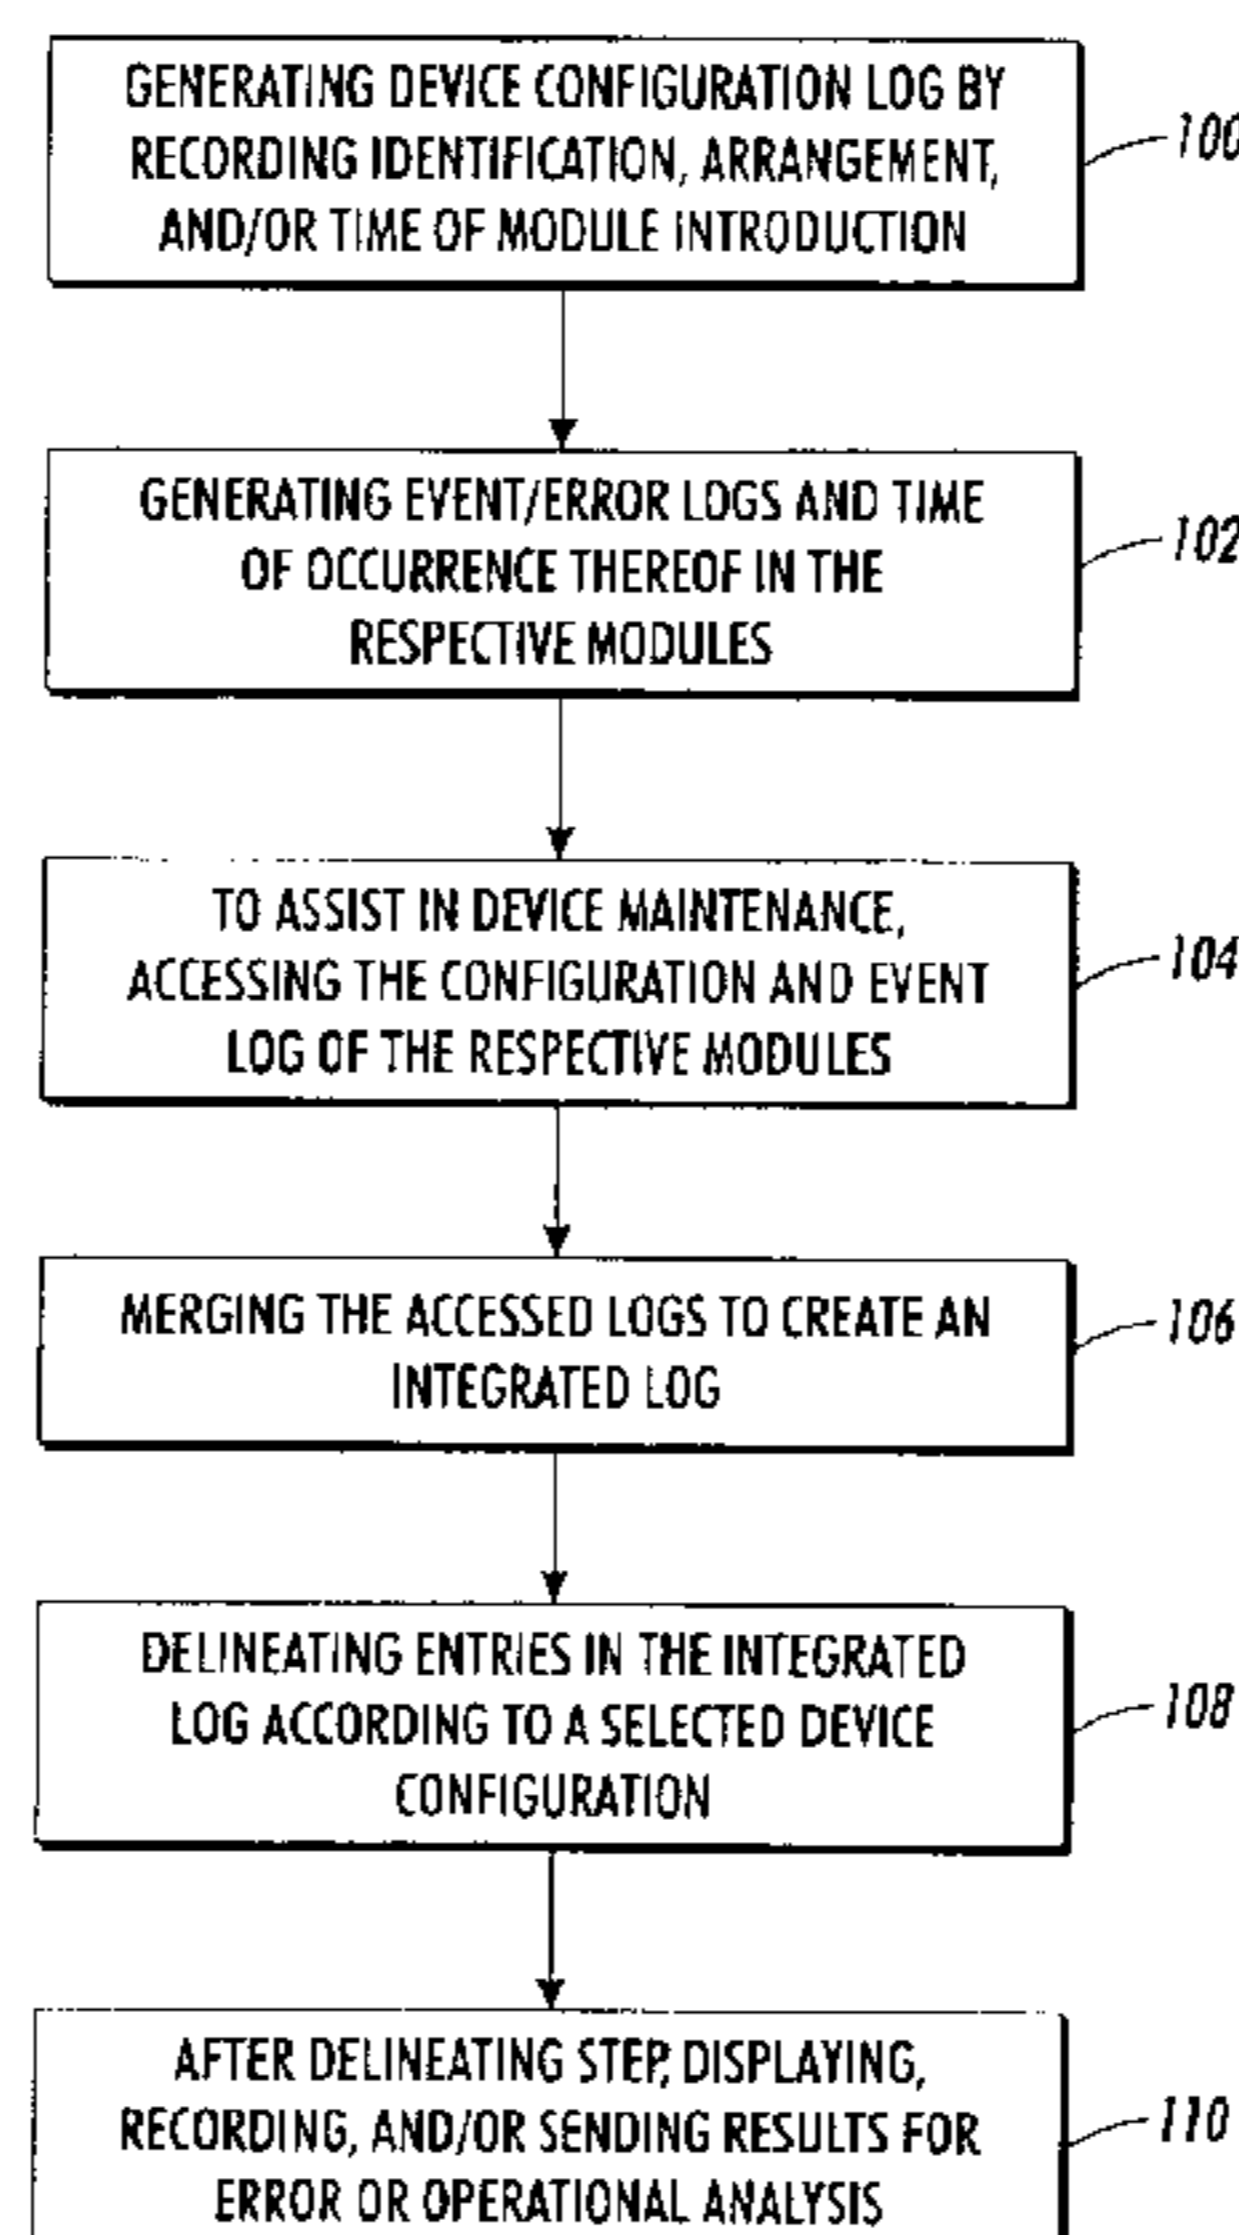 GENERATING DEVICE CONFIGURATION LOG BY
RECORDING IDENTIFICATION, ARRANGEMENT,
AND/OR TIME OF MODULE INTRODUCTION
100
GENERATING EVENT/ERROR LOGS AND TIME
OF OCCURRENCE THEREOF IN THE
RESPECTIVE MODULES
102
TO ASSIST IN DEVICE MAINTENANCE,
ACCESSING THE CONFIGURATION AND EVENT
LOG OF THE RESPECTIVE MODULES
104
MERGING THE ACCESSED LOGS TO CREATE AN
INTEGRATED LOG
106
DELINEATING ENTRIES IN THE INTEGRATED
LOG ACCORDING TO A SELECTED DEVICE
CONFIGURATION
108
AFTER DELINEATING STEP, DISPLAYING,
RECORDING, AND/OR SENDING RESULTS FOR
ERROR OR OPERATIONAL ANALYSIS
110